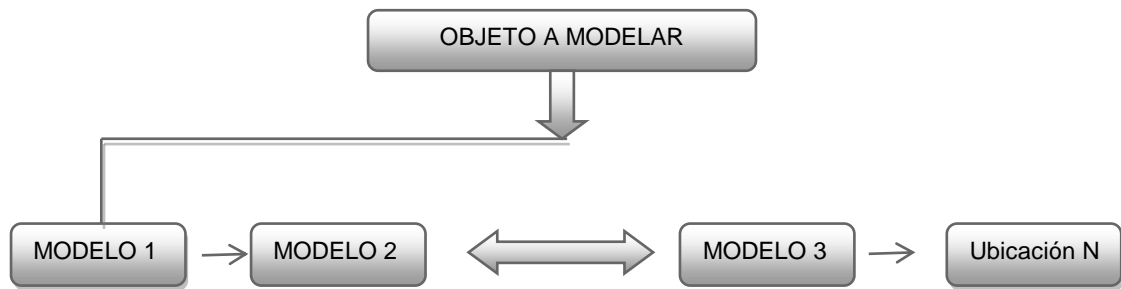 OBJETO A MODELAR
MODELO 1
MODELO 2
MODELO 3
Ubicación N